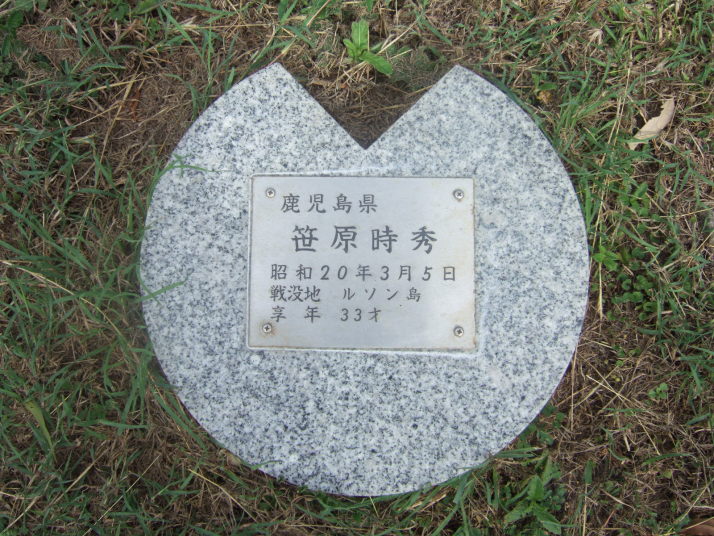 鹿児島県
笹原時秀
昭和20年3月5日
戦没地 ルソン島
享年 33才